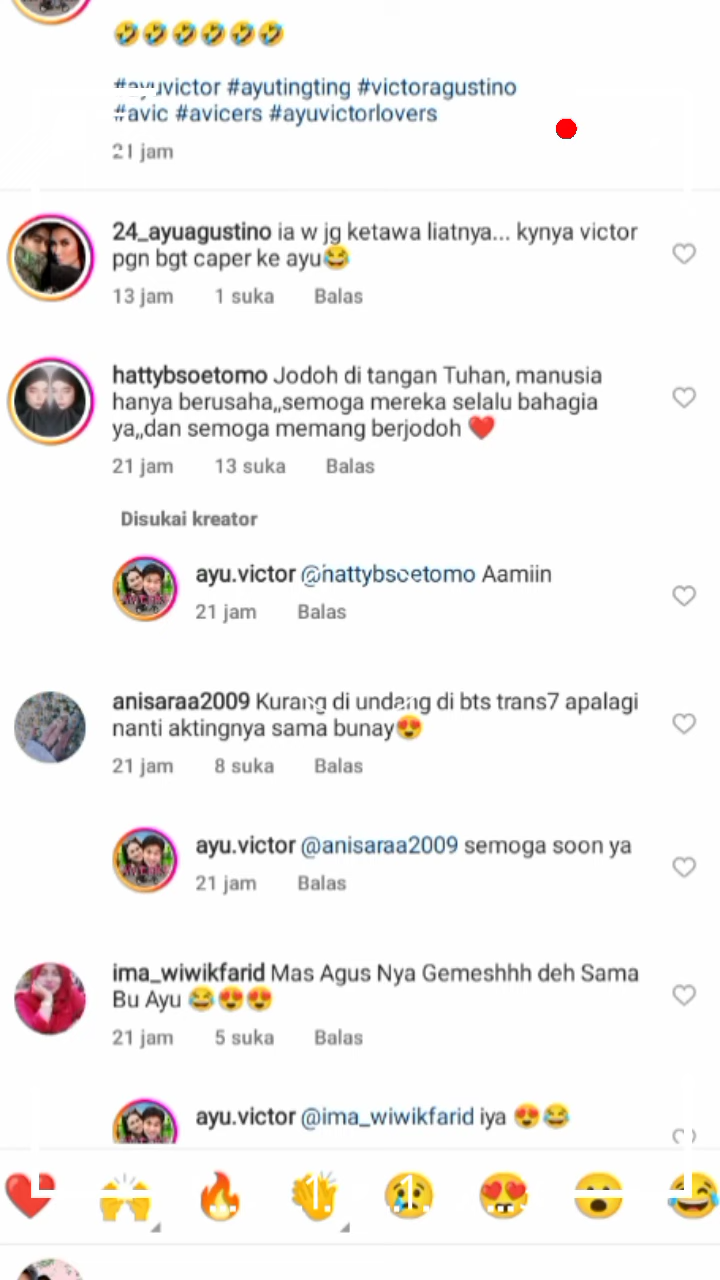 🤣🤣🤣🤣🤣🤣
#ayuvictor #ayutingting #victoragustino
#avic #avicers #ayuvictorlovers
21 jam
24_ayuagustino ia w jg ketawa liatnya... kynya victor
pgn bgt caper ke ayu😂
13 jam 1 suka Balas
hattybsoetomo Jodoh di tangan Tuhan, manusia
hanya berusaha,,semoga mereka selalu bahagia
ya,,dan semoga memang berjodoh ❤️
21 jam 13 suka Balas
Disukai kreator
ayu.victor @hattybsoetomo Aamiin
21 jam Balas
anisaraa2009 Kurang di undang di bts trans7 apalagi
nanti aktingnya sama bunay😍
21 jam 8 suka Balas
ayu.victor @anisaraa2009 semoga soon ya
21 jam Balas
ima_wiwikfarid Mas Agus Nya Gemeshhh deh Sama
Bu Ayu 😂😍😍
21 jam 5 suka Balas
ayu.victor @ima_wiwikfarid iya 😍😂